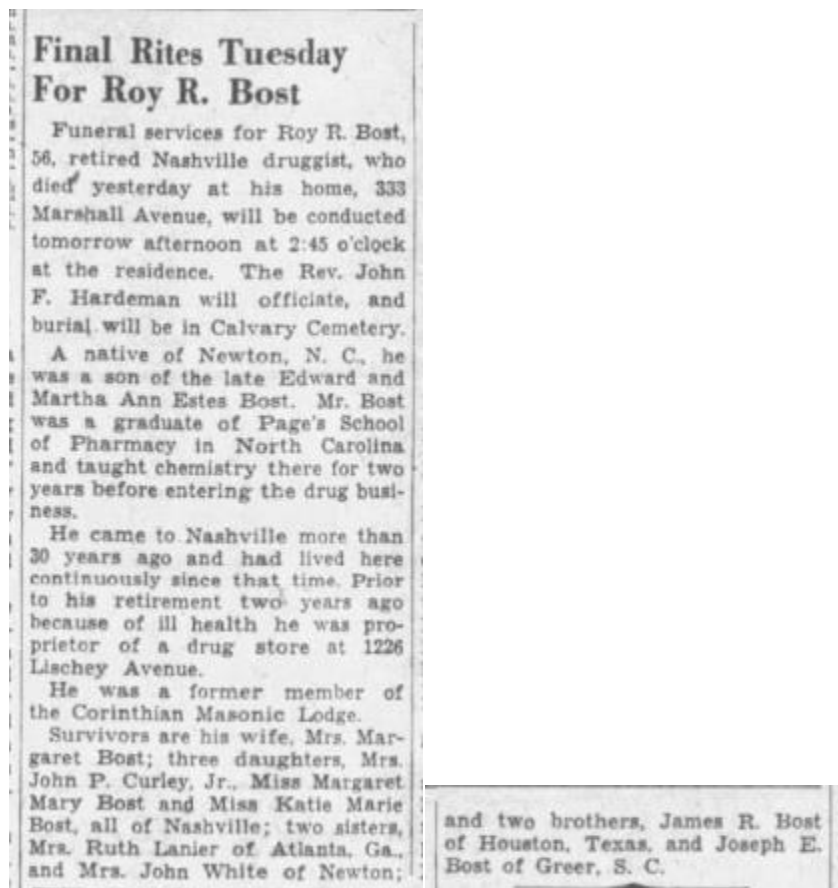 Final Rites Tuesday
For Roy R. Bost
Funeral services for Roy R. Bost,
56, retired Nashville druggist, who
died yesterday at his home, 333
Marshall Avenue, will be conducted
tomorrow afternoon at 2:45 o'clock
at the residence. The Rev. John
F. Hardeman will officiate, and
burial will be in Calvary Cemetery.
A native of Newton, N. C., he
was a son of the late Edward and
Martha Ann Estes Bost. Mr. Bost
was a graduate of Page's School
of Pharmacy in North Carolina
and taught chemistry there for two
years before entering the drug busi-
ness.
He came to Nashville more than
30 years ago and had lived here
continuously since that time. Prior
to his retirement two years ago
because of ill health he was pro-
prietor of a drug store at 1226
Lischey Avenue.
He was a former member of
the Corinthian Masonic Lodge.
Survivors are his wife, Mrs. Mar-
garet Bost; three daughters, Mrs.
John P. Curley, Jr., Miss Margaret
Mary Bost and Miss Katie Marie
Bost, all of Nashville; two sisters,
Mrs. Ruth Lanier of Atlanta, Ga.,
and Mrs. John White of Newton;
and two brothers, James R. Bost
of Houston, Texas, and Joseph E.
Bost of Greer, S. C.